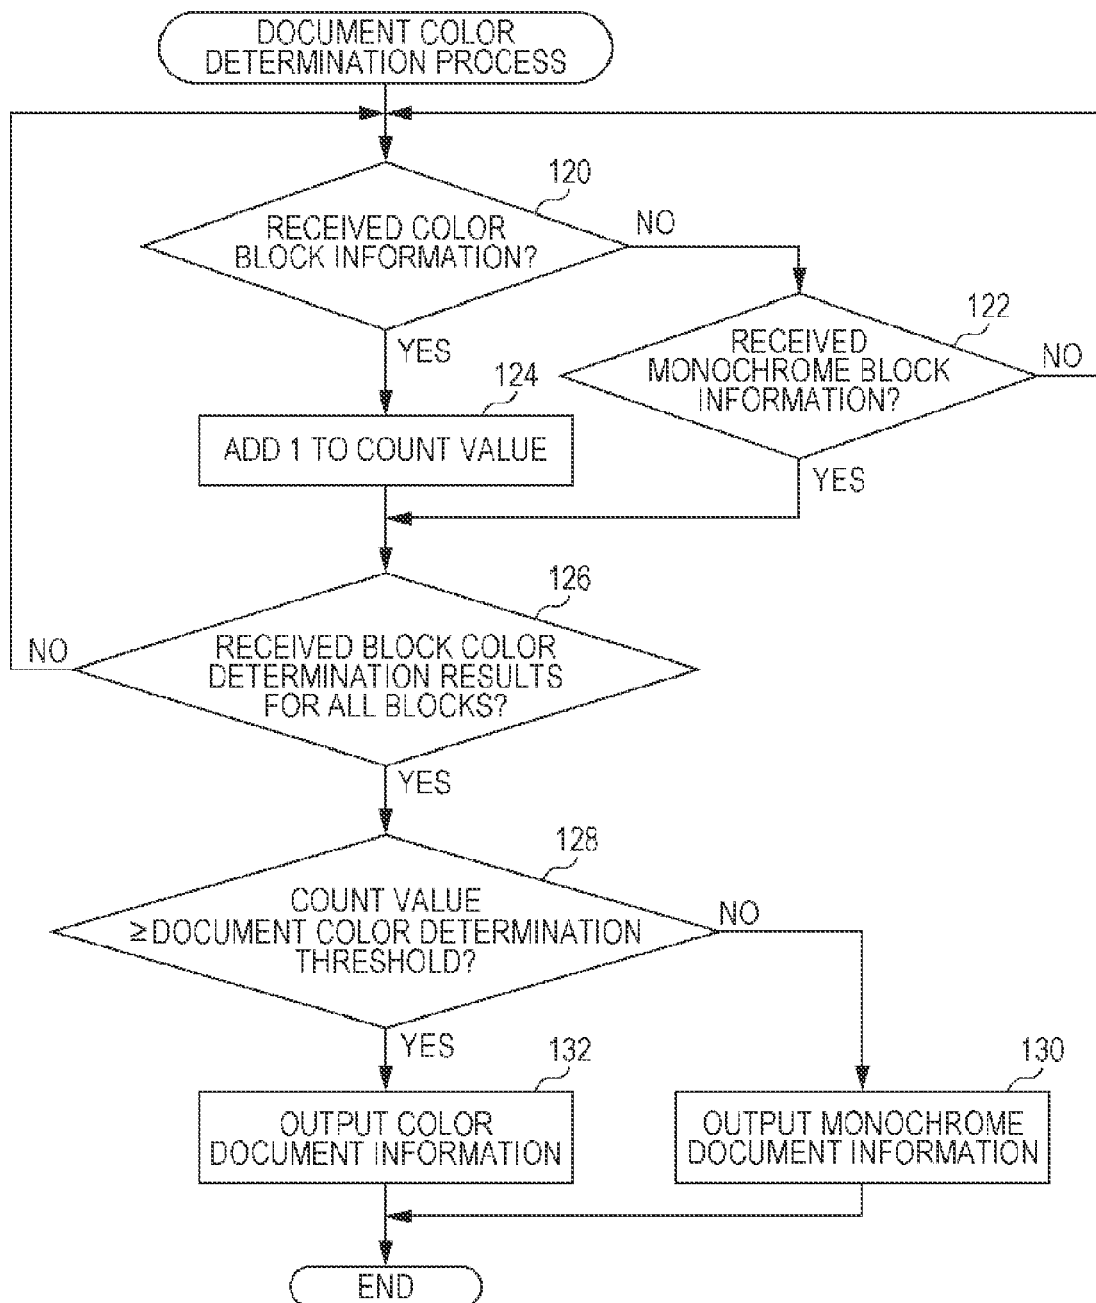 DOCUMENT COLOR
DETERMINATION PROCESS
120
RECEIVED COLOR
BLOCK INFORMATION?
NO
YES
122
RECEIVED
MONOCHROME BLOCK
INFORMATION?
NO
YES
124
ADD 1 TO COUNT VALUE
126
RECEIVED BLOCK COLOR
DETERMINATION RESULTS
FOR ALL BLOCKS?
NO
YES
128
COUNT VALUE
≥DOCUMENT COLOR DETERMINATION
THRESHOLD?
NO
YES
132
OUTPUT COLOR
DOCUMENT INFORMATION
130
OUTPUT MONOCHROME
DOCUMENT INFORMATION
END